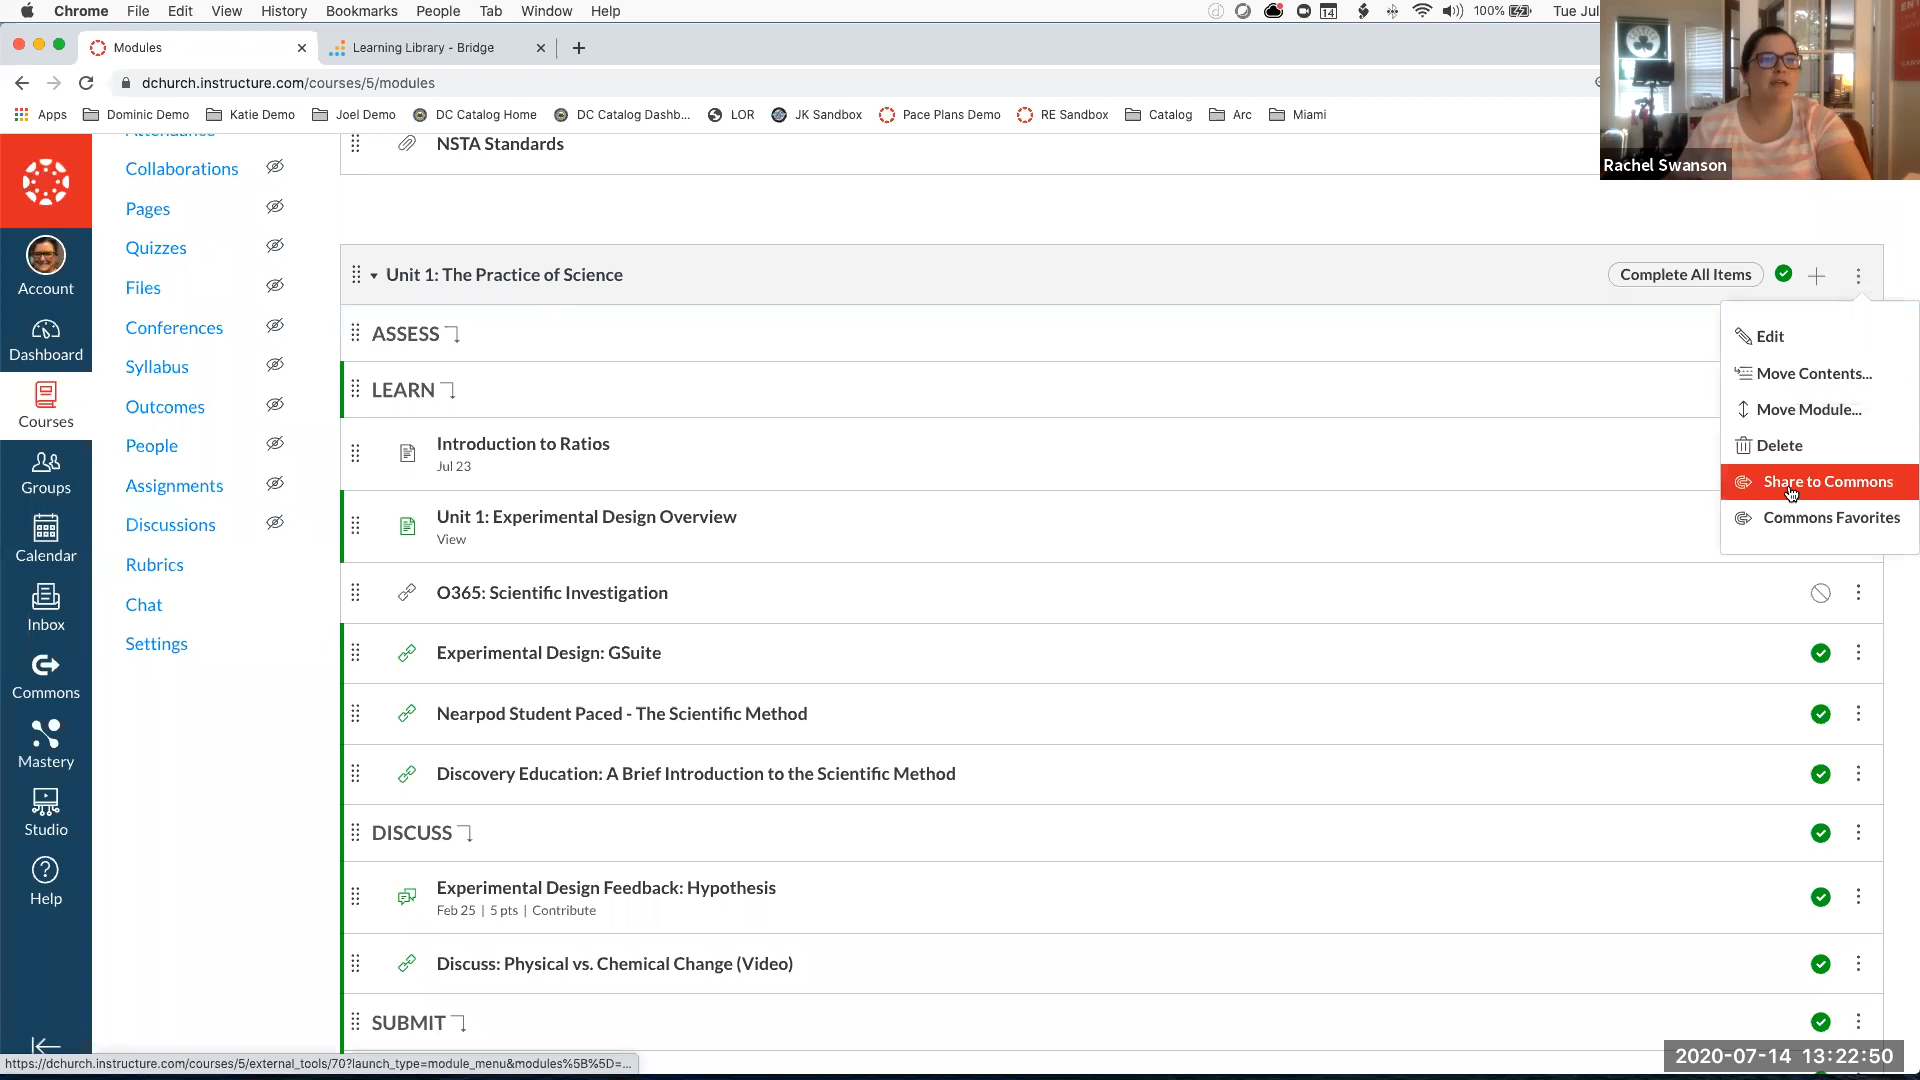 Chrome File Edit View History Bookmarks People Tab Window Help
14
100%
Tue Jul
Modules
Learning Library - Bridge
dchurch.instructure.com/courses/5/modules
Apps Dominic Demo Katie Demo Joel Demo DC Catalog Home DC Catalog Dashb... LOR JK Sandbox Pace Plans Demo RE Sandbox Catalog Arc Miami
Rachel Swanson
Account
Dashboard
Courses
Groups
Calendar
Inbox
Commons
Mastery
Studio
Help
Attendance
Collaborations
Pages
Quizzes
Files
Conferences
Syllabus
Outcomes
People
Assignments
Discussions
Rubrics
Chat
Settings
NSTA Standards
Unit 1: The Practice of Science
Complete All Items
Edit
Move Contents...
Move Module...
Delete
Share to Commons
Commons Favorites
ASSESS
LEARN
Introduction to Ratios
Jul 23
Unit 1: Experimental Design Overview
View
O365: Scientific Investigation
Experimental Design: GSuite
Nearpod Student Paced - The Scientific Method
Discovery Education: A Brief Introduction to the Scientific Method
DISCUSS
Experimental Design Feedback: Hypothesis
Feb 25 | 5 pts | Contribute
Discuss: Physical vs. Chemical Change (Video)
SUBMIT
https://dchurch.instructure.com/courses/5/external_tools/70?launch_type=module_menu&modules%5B%5D=...
2020-07-14 13:22:50